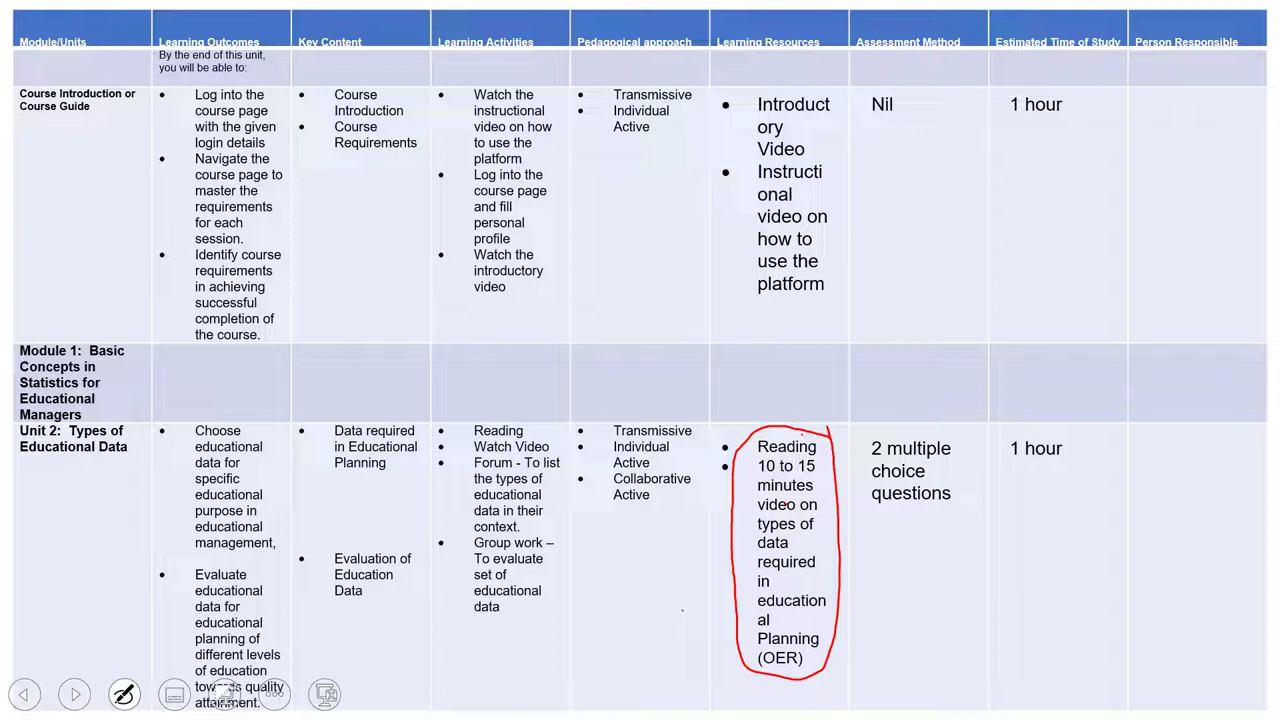 Module/Units
Learning Outcomes
Key Content
Learning Activities
Pedagogical approach
Learning Resources
Assessment Method
Estimated Time of Study
Person Responsible
By the end of this unit,
you will be able to:
Course Introduction or
Course Guide
• Log into the
course page
with the given
login details
• Navigate the
course page to
master the
requirements
for each
session.
• Identify course
requirements
in achieving
successful
completion of
the course.
• Course
Introduction
• Course
Requirements
• Watch the
instructional
video on how
to use the
platform
• Log into the
course page
and fill
personal
profile
• Watch the
introductory
video
• Transmissive
• Individual
Active
• Introduct
ory
Video
• Instructi
onal
video on
how to
use the
platform
Nil
1 hour
Module 1: Basic
Concepts in
Statistics for
Educational
Managers
Unit 2: Types of
Educational Data
• Choose
educational
data for
specific
educational
purpose in
educational
management,
• Evaluate
educational
data for
educational
planning of
different levels
of education
towards quality
attainment.
• Data required
in Educational
Planning
• Evaluation of
Education
Data
• Reading
• Watch Video
• Forum - To list
the types of
educational
data in their
context.
• Group work –
To evaluate
set of
educational
data
• Transmissive
• Individual
Active
• Collaborative
Active
• Reading
• 10 to 15
minutes
video on
types of
data
required
in
education
al
Planning
(OER)
2 multiple
choice
questions
1 hour